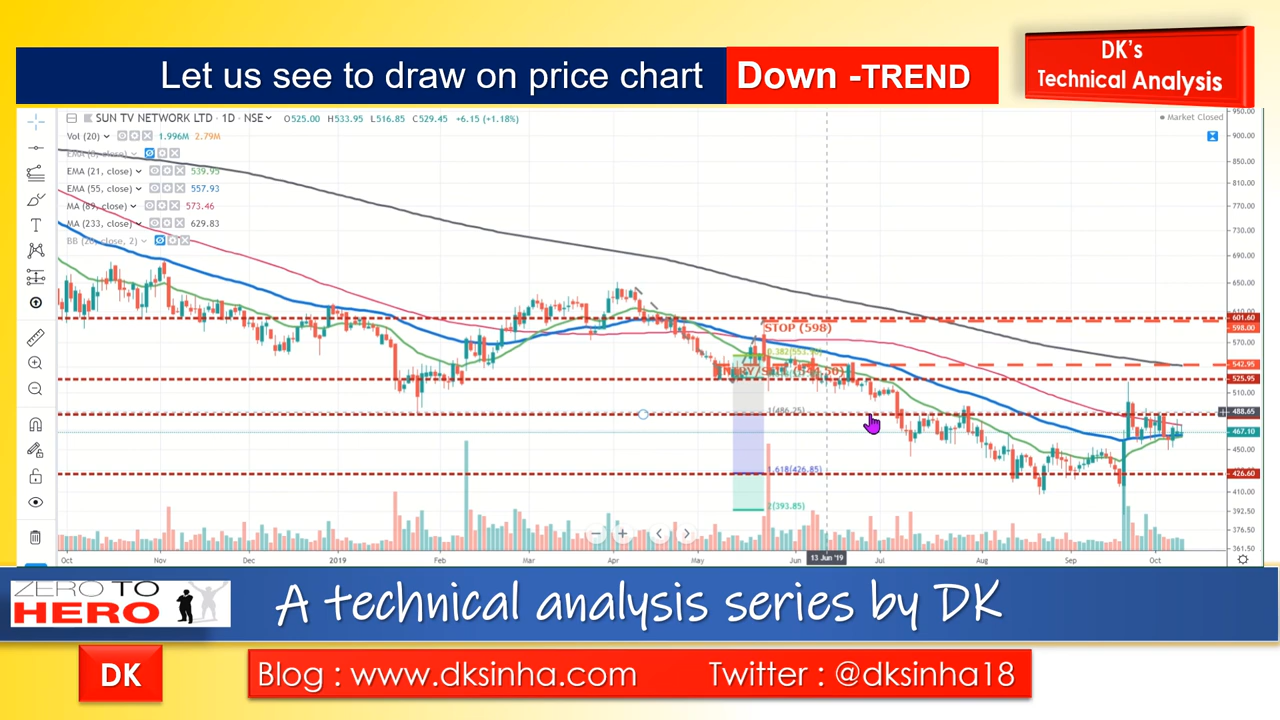 Let us see to draw on price chart Down -TREND
DK's
Technical Analysis
SUN TV NETWORK LTD · 1D · NSE O525.00 H533.95 L516.85 C529.45 +6.15 (+1.18%)
Market Closed
Vol (20) 1.996M 2.79M
EMA (21, close) 539.95
EMA (55, close) 557.93
MA (89, close) 573.46
MA (233, close) 629.83
BB (20, close, 2)
950.00
900.00
850.00
810.00
770.00
730.00
690.00
650.00
610.00
601.60
598.00
570.00
542.95
525.95
510.00
488.65
467.10
450.00
426.60
410.00
392.50
376.50
361.50
STOP (598)
1(486.25)
1.618(426.85)
2(393.85)
Oct Nov Dec 2019 Feb Mar Apr May Jun 13 Jun '19 Jul Aug Sep Oct
ZERO TO
HERO
A technical analysis series by DK
DK
Blog : www.dksinha.com Twitter : @dksinha18